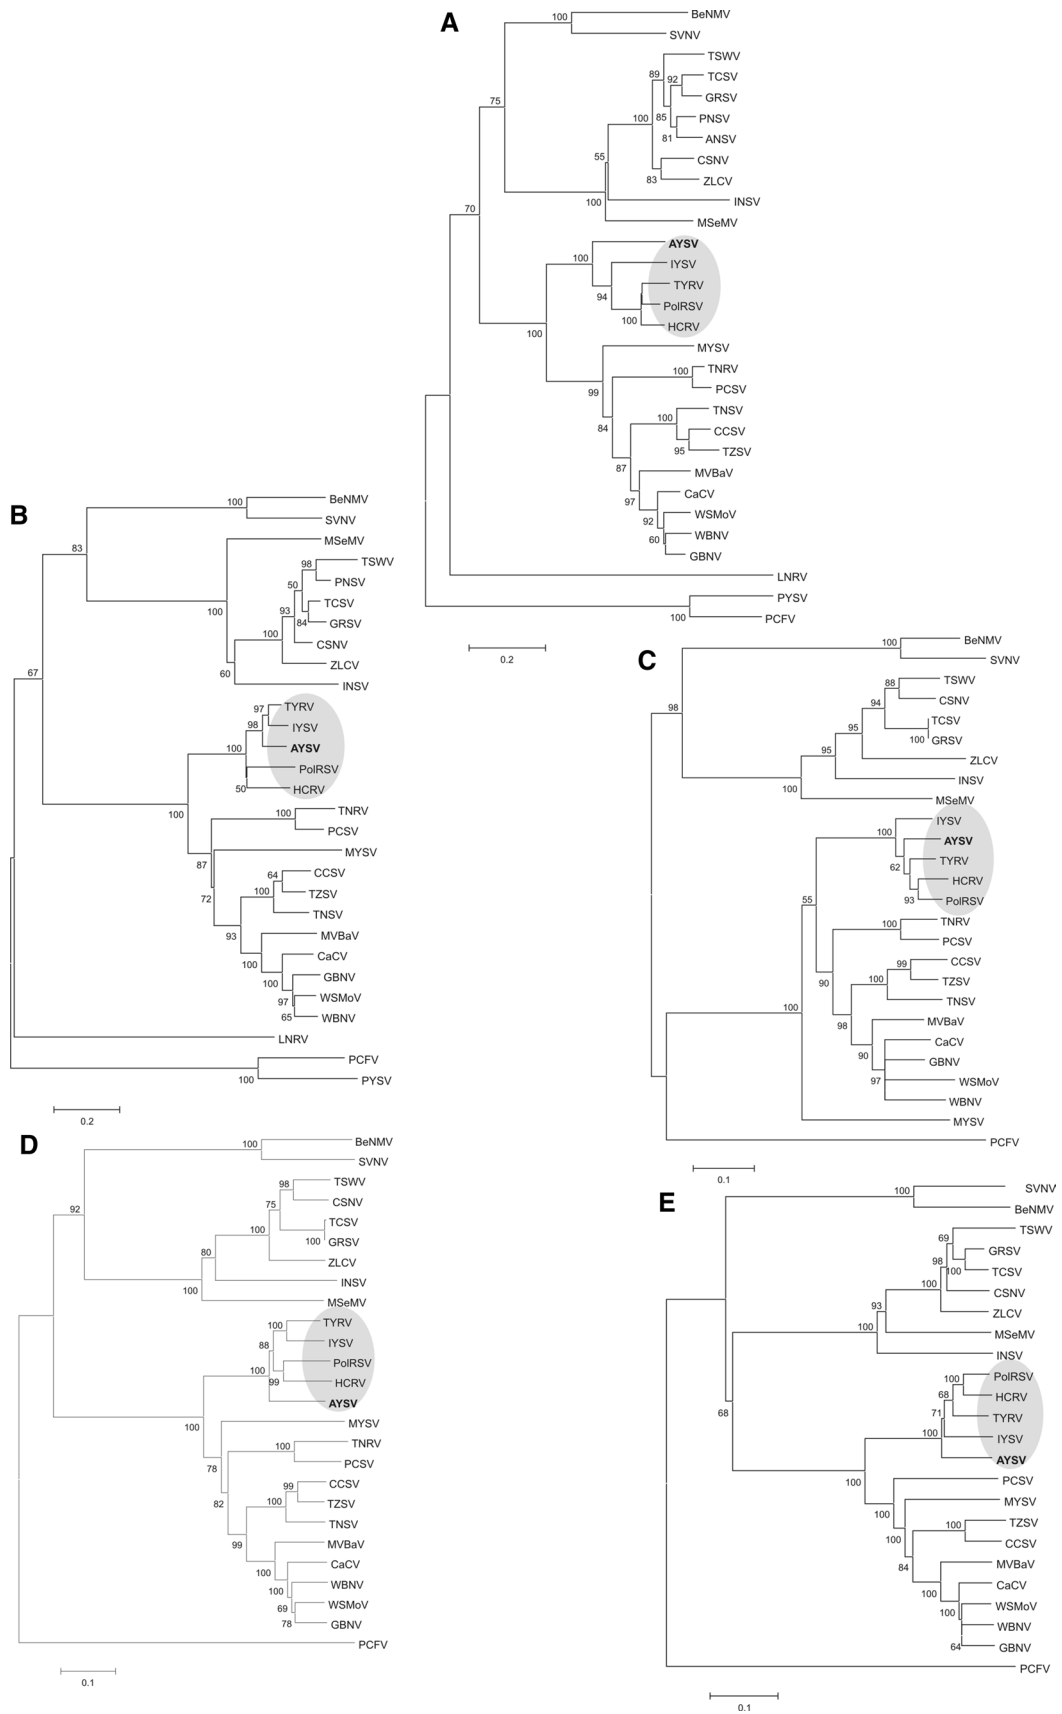 A
BeNMV
100
SVNV
TSWV
89
92
TCSV
GRSV
75
100
85
PNSV
81
ANSV
55
CSNV
83
ZLCV
100
INSV
MSeMV
70
AYSV
100
IYSV
TYRV
94
PolRSV
100
HCRV
100
MYSV
TNRV
100
PCSV
99
TNSV
84
100
CCSV
95
TZSV
87
MVBaV
97
CaCV
92
WSMoV
60
WBNV
GBNV
LNRV
PYSV
100
PCFV
0.2
B
BeNMV
100
SVNV
83
MSeMV
TSWV
98
PNSV
50
TCSV
93
84
GRSV
100
100
CSNV
60
ZLCV
INSV
67
TYRV
97
IYSV
98
AYSV
100
PolRSV
50
HCRV
100
TNRV
100
PCSV
87
MYSV
72
64
CCSV
100
TZSV
TNSV
93
MVBaV
100
CaCV
100
GBNV
97
WSMoV
65
WBNV
LNRV
PCFV
100
PYSV
0.2
C
BeNMV
100
SVNV
TSWV
88
CSNV
98
94
TCSV
95
100
GRSV
95
ZLCV
INSV
100
MSeMV
IYSV
100
AYSV
TYRV
62
HCRV
93
PolRSV
55
TNRV
100
PCSV
CCSV
99
TZSV
90
100
TNSV
100
MVBaV
98
CaCV
90
GBNV
97
WSMoV
WBNV
MYSV
PCFV
0.1
D
BeNMV
100
SVNV
TSWV
98
CSNV
92
75
TCSV
100
100
GRSV
80
ZLCV
INSV
100
MSeMV
TYRV
100
IYSV
88
PolRSV
100
99
HCRV
AYSV
100
MYSV
TNRV
100
PCSV
78
CCSV
99
TZSV
82
100
TNSV
99
MVBaV
100
CaCV
100
WBNV
69
WSMoV
78
GBNV
PCFV
0.1
E
SVNV
100
BeNMV
TSWV
69
GRSV
98
100
TCSV
100
CSNV
93
ZLCV
100
MSeMV
INSV
PolRSV
100
HCRV
68
68
71
TYRV
100
IYSV
AYSV
100
PCSV
MYSV
100
TZSV
100
100
CCSV
84
MVBaV
100
CaCV
100
WSMoV
WBNV
64
GBNV
PCFV
0.1